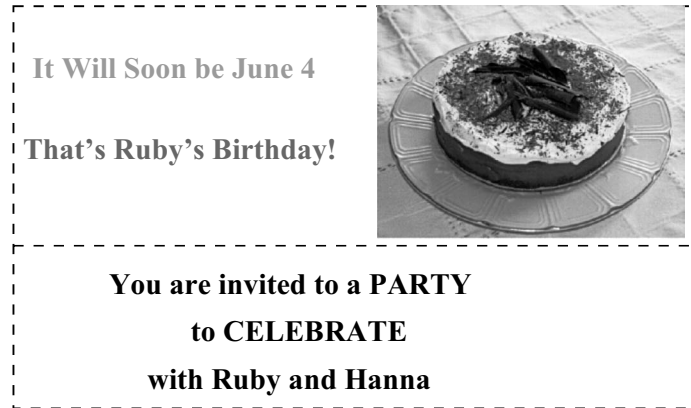 It Will Soon be June 4
That's Ruby's Birthday!
You are invited to a PARTY
to CELEBRATE
with Ruby and Hanna